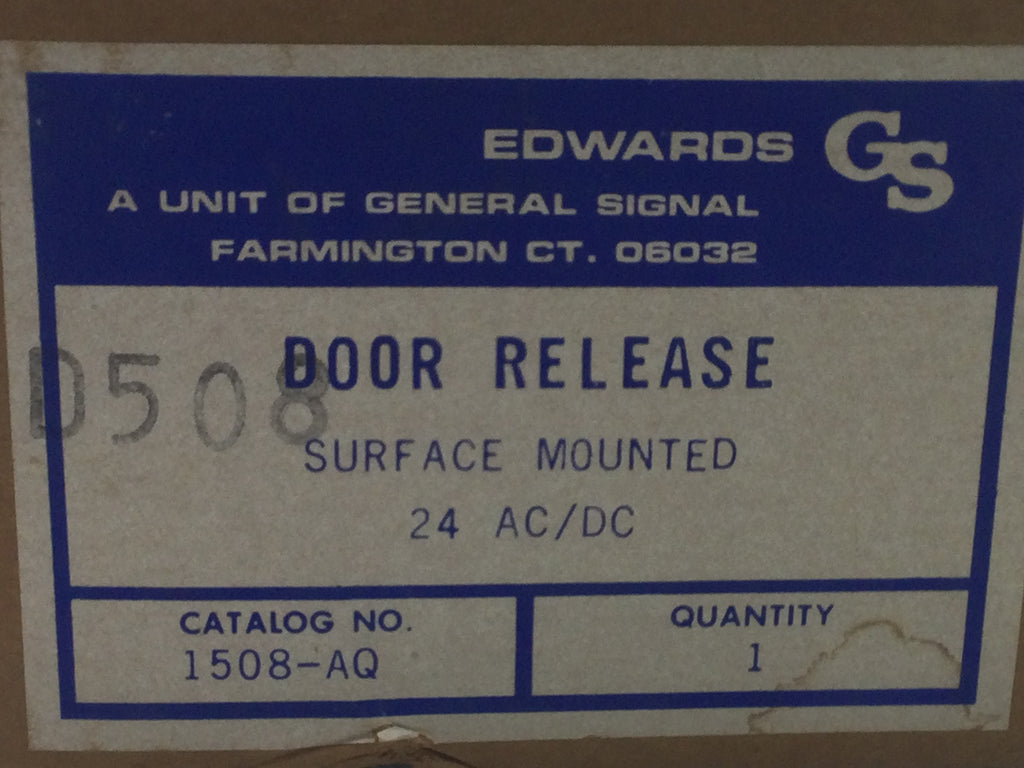 EDWARDS GS
A UNIT OF GENERAL SIGNAL
FARMINGTON CT. 06032
DOOR RELEASE
D508
SURFACE MOUNTED
24 AC/DC
CATALOG NO.
1508-AQ
QUANTITY
1